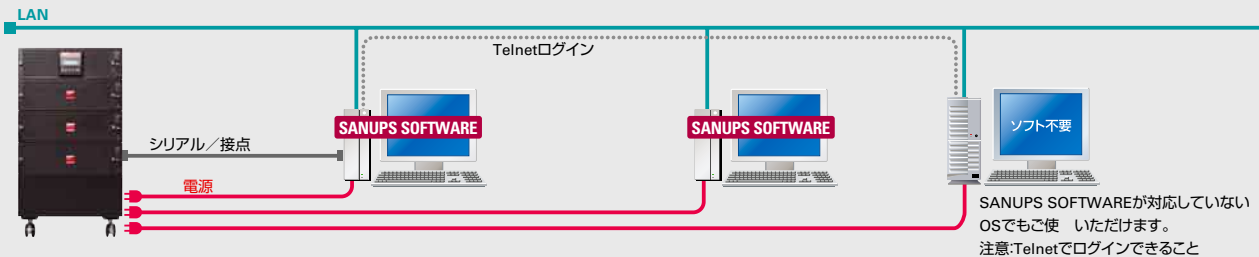 LAN
Telnetログイン
SANUPS SOFTWARE
SANUPS SOFTWARE
ソフト不要
シリアル／接点
電源
SANUPS SOFTWAREが対応していない
OSでもご使　いただけます。
注意:Telnetでログインできること